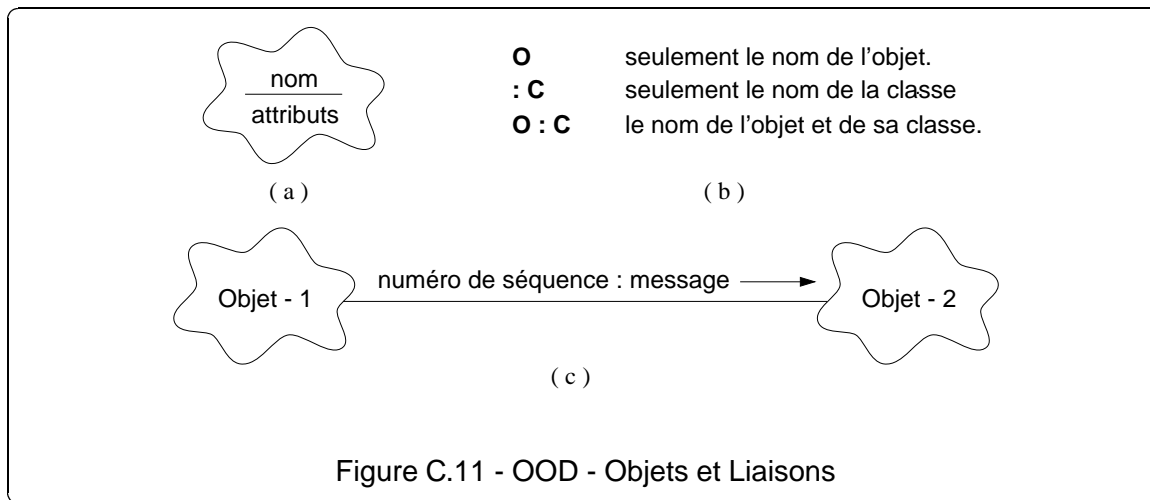 nom
attributs
( a )
O seulement le nom de l'objet.
: C seulement le nom de la classe
O : C le nom de l'objet et de sa classe.
( b )
Objet - 1
numéro de séquence : message
Objet - 2
( c )
Figure C.11 - OOD - Objets et Liaisons